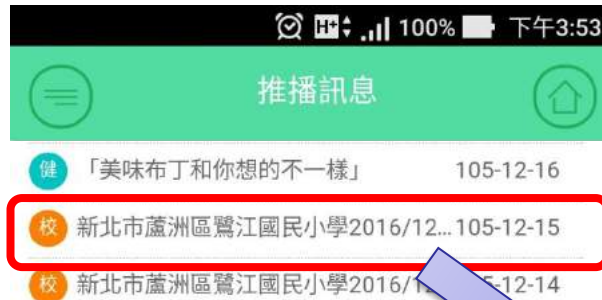 H+ 100% 下午3:53
推播訊息
健 「美味布丁和你想的不一樣」 105-12-16
校 新北市蘆洲區鷺江國民小學2016/12... 105-12-15
校 新北市蘆洲區鷺江國民小學2016/12 5-12-14